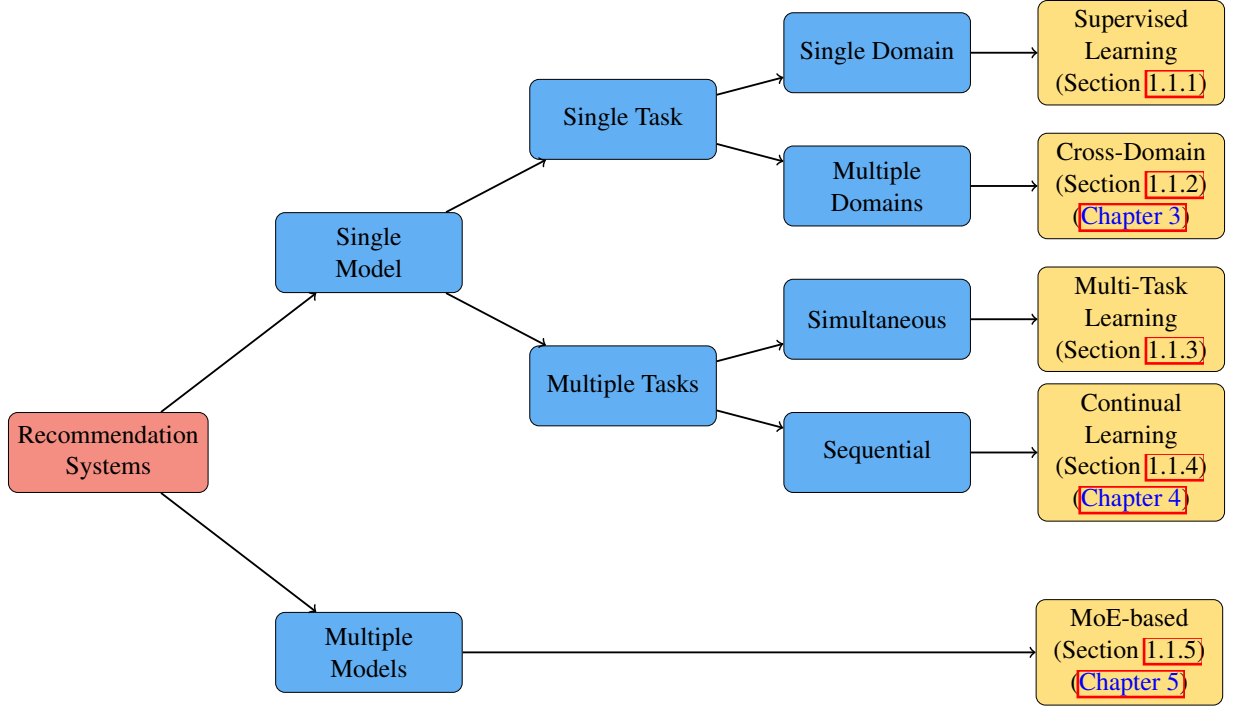 Recommendation
Systems
Single
Model
Multiple
Models
Single Task
Multiple Tasks
Single Domain
Multiple
Domains
Simultaneous
Sequential
Supervised
Learning
(Section 1.1.1)
Cross-Domain
(Section 1.1.2)
(Chapter 3)
Multi-Task
Learning
(Section 1.1.3)
Continual
Learning
(Section 1.1.4)
(Chapter 4)
MoE-based
(Section 1.1.5)
(Chapter 5)